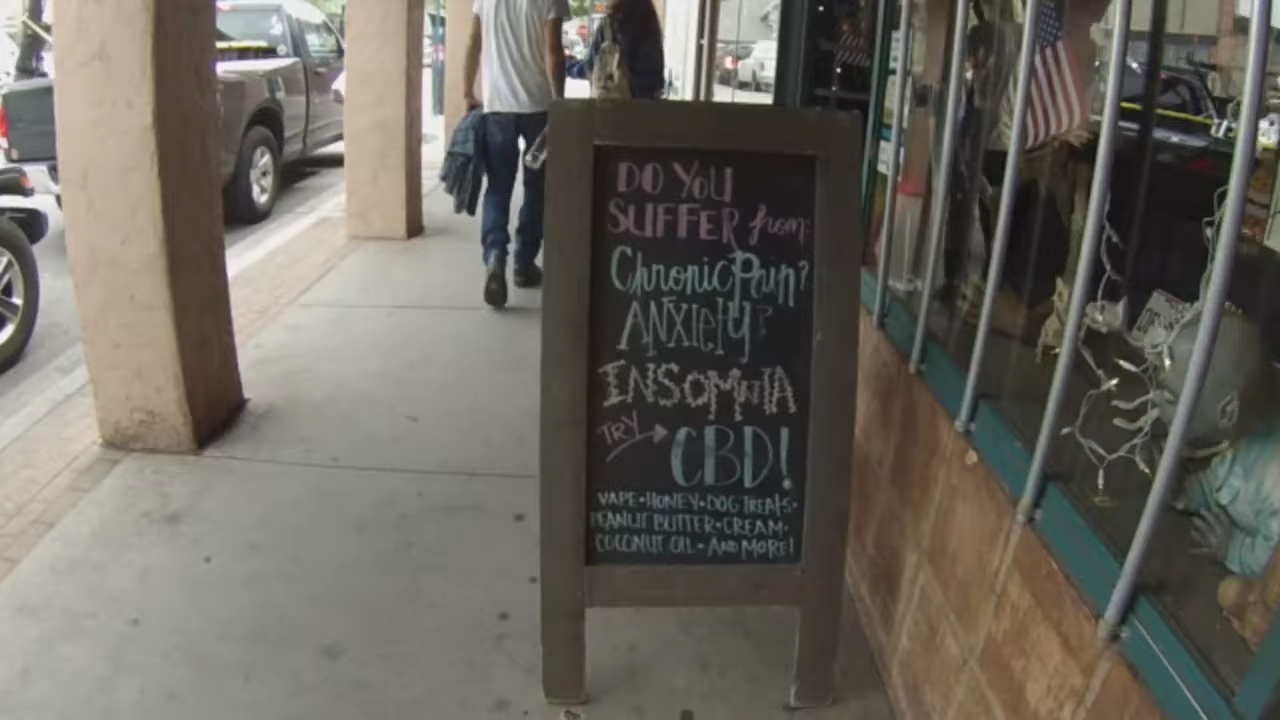 DO YOU
SUFFER from:
Chronic Pain?
ANXIEty?
INSOMNIA
TRY → CBD!
VAPE • HONEY • DOG TREATS •
PEANUT BUTTER • CREAM •
COCONUT OIL • AND MORE!